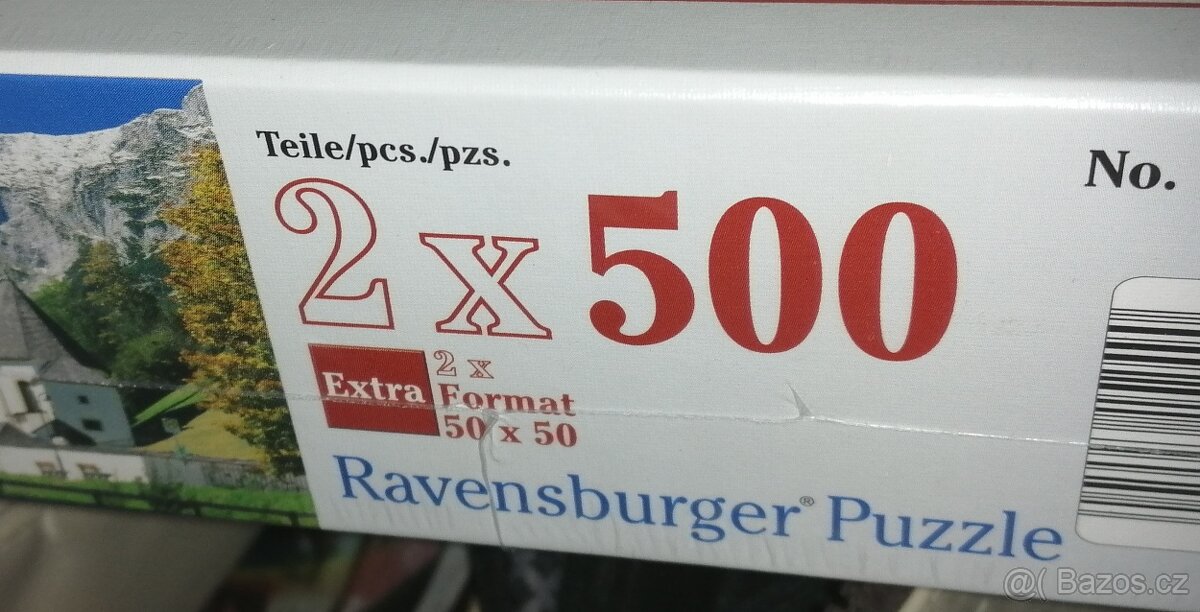 Teile/pcs./pzs.
No.
2 x 500
Extra
2 x
Format
50 x 50
Ravensburger® Puzzle
@( Bazos.cz